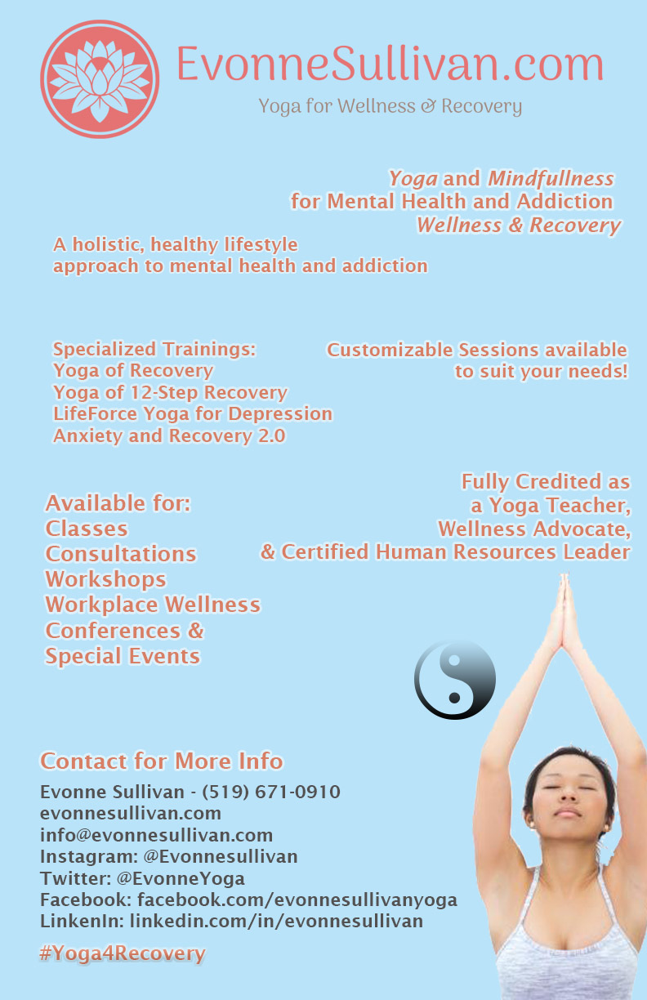 EvonneSullivan.com
Yoga for Wellness & Recovery
Yoga and Mindfullness
for Mental Health and Addiction
Wellness & Recovery
A holistic, healthy lifestyle
approach to mental health and addiction
Specialized Trainings:
Yoga of Recovery
Yoga of 12-Step Recovery
LifeForce Yoga for Depression
Anxiety and Recovery 2.0
Customizable Sessions available
to suit your needs!
Fully Credited as
a Yoga Teacher,
Wellness Advocate,
& Certified Human Resources Leader
Available for:
Classes
Consultations
Workshops
Workplace Wellness
Conferences &
Special Events
Contact for More Info
Evonne Sullivan - (519) 671-0910
evonnesullivan.com
info@evonnesullivan.com
Instagram: @Evonnesullivan
Twitter: @EvonneYoga
Facebook: facebook.com/evonnesullivanyoga
LinkenIn: linkedin.com/in/evonnesullivan
#Yoga4Recovery